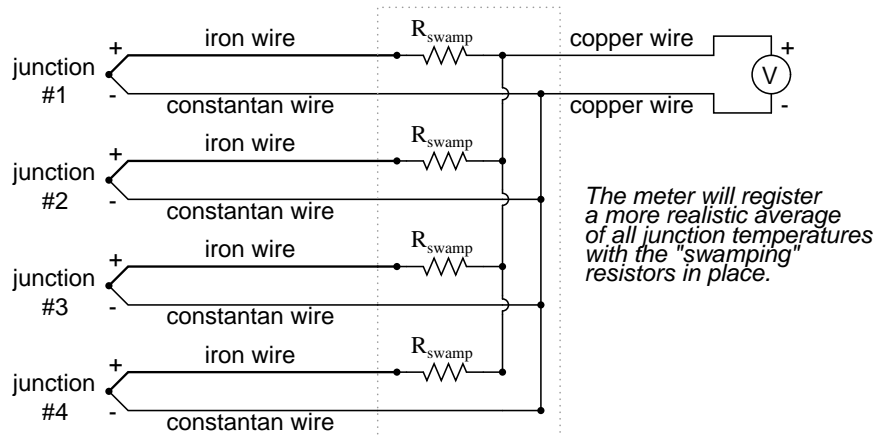 + iron wire R_swamp copper wire +
junction
#1
V
- constantan wire copper wire -
+ iron wire R_swamp
junction
#2
- constantan wire
The meter will register
a more realistic average
of all junction temperatures
with the "swamping"
resistors in place.
+ iron wire R_swamp
junction
#3
- constantan wire
+ iron wire R_swamp
junction
#4
- constantan wire